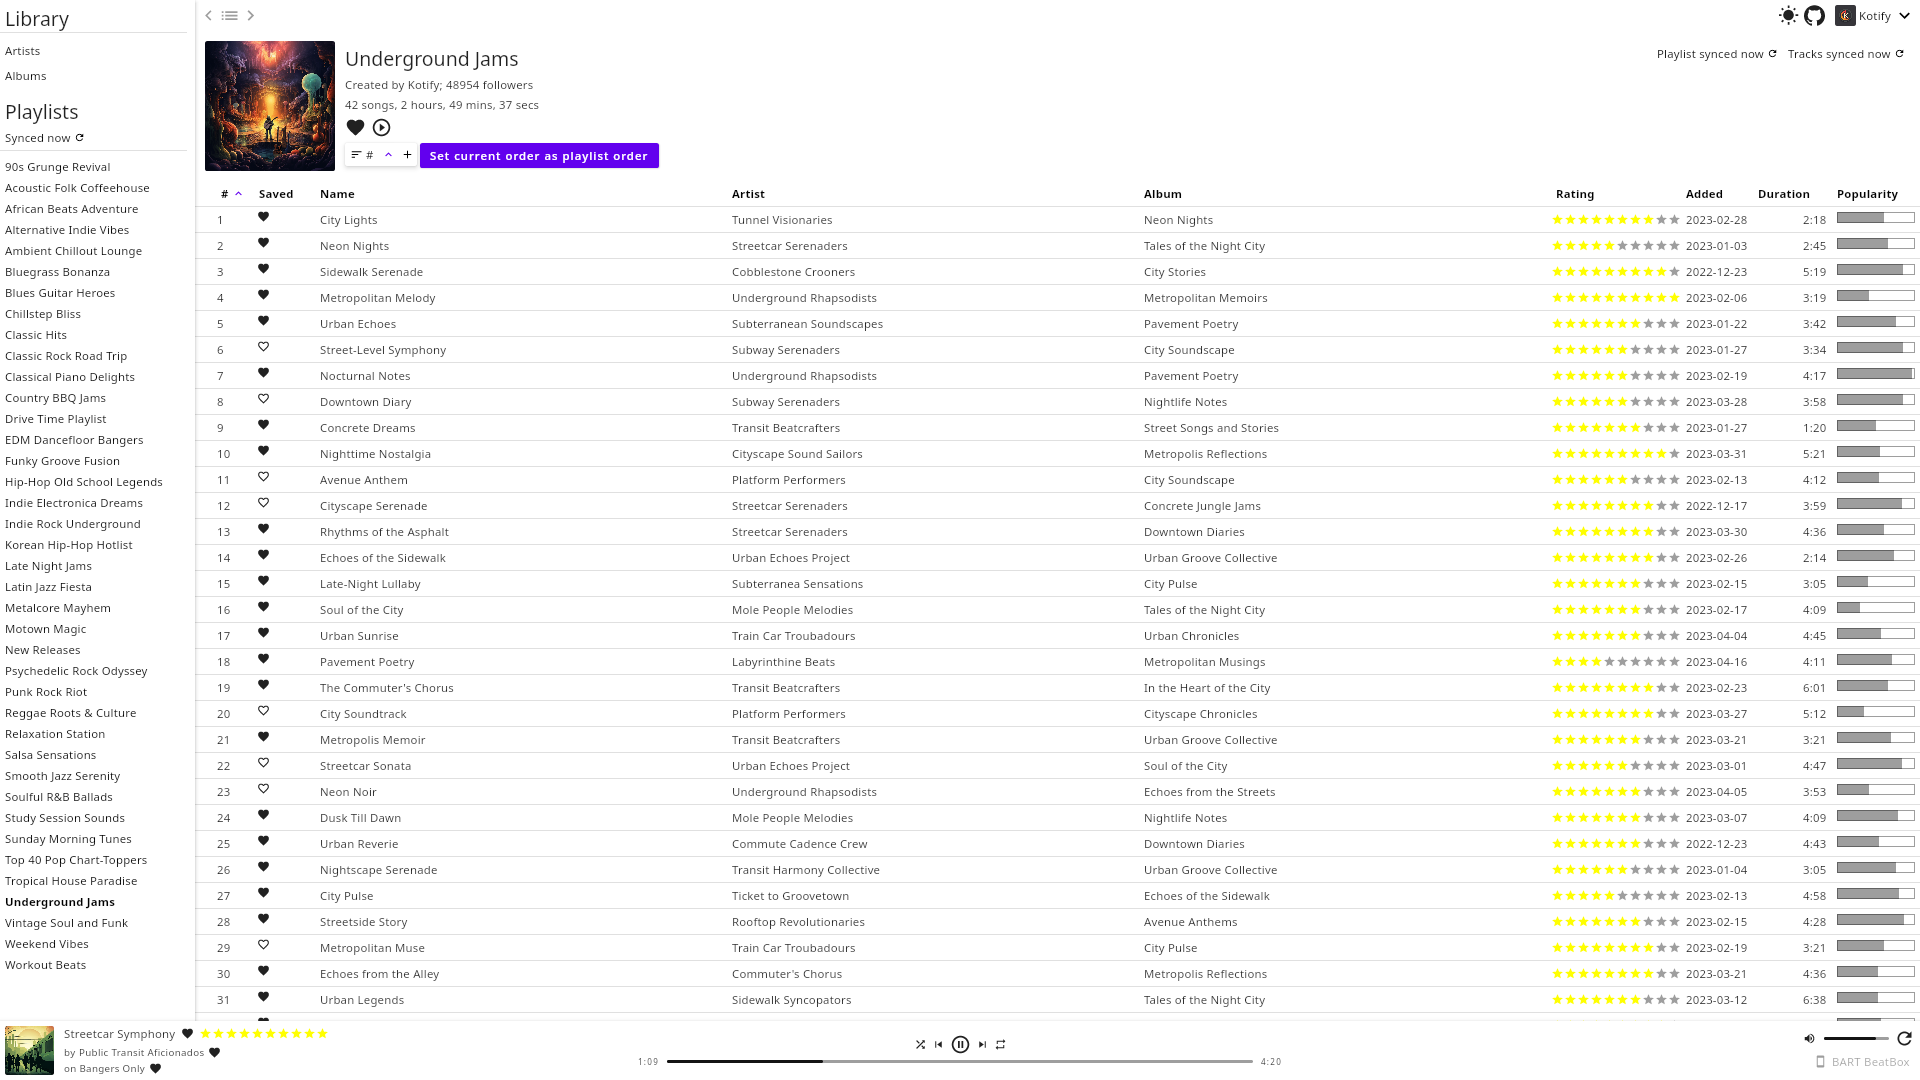 Library
Artists
Albums
Playlists
Synced now
90s Grunge Revival
Acoustic Folk Coffeehouse
African Beats Adventure
Alternative Indie Vibes
Ambient Chillout Lounge
Bluegrass Bonanza
Blues Guitar Heroes
Chillstep Bliss
Classic Hits
Classic Rock Road Trip
Classical Piano Delights
Country BBQ Jams
Drive Time Playlist
EDM Dancefloor Bangers
Funky Groove Fusion
Hip-Hop Old School Legends
Indie Electronica Dreams
Indie Rock Underground
Korean Hip-Hop Hotlist
Late Night Jams
Latin Jazz Fiesta
Metalcore Mayhem
Motown Magic
New Releases
Psychedelic Rock Odyssey
Punk Rock Riot
Reggae Roots & Culture
Relaxation Station
Salsa Sensations
Smooth Jazz Serenity
Soulful R&B Ballads
Study Session Sounds
Sunday Morning Tunes
Top 40 Pop Chart-Toppers
Tropical House Paradise
Underground Jams
Vintage Soul and Funk
Weekend Vibes
Workout Beats
Kotify
Underground Jams
Playlist synced now Tracks synced now
Created by Kotify; 48954 followers
42 songs, 2 hours, 49 mins, 37 secs
# Set current order as playlist order
# Saved Name Artist Album Rating Added Duration Popularity
1 City Lights Tunnel Visionaries Neon Nights 2023-02-28 2:18
2 Neon Nights Streetcar Serenaders Tales of the Night City 2023-01-03 2:45
3 Sidewalk Serenade Cobblestone Crooners City Stories 2022-12-23 5:19
4 Metropolitan Melody Underground Rhapsodists Metropolitan Memoirs 2023-02-06 3:19
5 Urban Echoes Subterranean Soundscapes Pavement Poetry 2023-01-22 3:42
6 Street-Level Symphony Subway Serenaders City Soundscape 2023-01-27 3:34
7 Nocturnal Notes Underground Rhapsodists Pavement Poetry 2023-02-19 4:17
8 Downtown Diary Subway Serenaders Nightlife Notes 2023-03-28 3:58
9 Concrete Dreams Transit Beatcrafters Street Songs and Stories 2023-01-27 1:20
10 Nighttime Nostalgia Cityscape Sound Sailors Metropolis Reflections 2023-03-31 5:21
11 Avenue Anthem Platform Performers City Soundscape 2023-02-13 4:12
12 Cityscape Serenade Streetcar Serenaders Concrete Jungle Jams 2022-12-17 3:59
13 Rhythms of the Asphalt Streetcar Serenaders Downtown Diaries 2023-03-30 4:36
14 Echoes of the Sidewalk Urban Echoes Project Urban Groove Collective 2023-02-26 2:14
15 Late-Night Lullaby Subterranea Sensations City Pulse 2023-02-15 3:05
16 Soul of the City Mole People Melodies Tales of the Night City 2023-02-17 4:09
17 Urban Sunrise Train Car Troubadours Urban Chronicles 2023-04-04 4:45
18 Pavement Poetry Labyrinthine Beats Metropolitan Musings 2023-04-16 4:11
19 The Commuter's Chorus Transit Beatcrafters In the Heart of the City 2023-02-23 6:01
20 City Soundtrack Platform Performers Cityscape Chronicles 2023-03-27 5:12
21 Metropolis Memoir Transit Beatcrafters Urban Groove Collective 2023-03-21 3:21
22 Streetcar Sonata Urban Echoes Project Soul of the City 2023-03-01 4:47
23 Neon Noir Underground Rhapsodists Echoes from the Streets 2023-04-05 3:53
24 Dusk Till Dawn Mole People Melodies Nightlife Notes 2023-03-07 4:09
25 Urban Reverie Commute Cadence Crew Downtown Diaries 2022-12-23 4:43
26 Nightscape Serenade Transit Harmony Collective Urban Groove Collective 2023-01-04 3:05
27 City Pulse Ticket to Groovetown Echoes of the Sidewalk 2023-02-13 4:58
28 Streetside Story Rooftop Revolutionaries Avenue Anthems 2023-02-15 4:28
29 Metropolitan Muse Train Car Troubadours City Pulse 2023-02-19 3:21
30 Echoes from the Alley Commuter's Chorus Metropolis Reflections 2023-03-21 4:36
31 Urban Legends Sidewalk Syncopators Tales of the Night City 2023-03-12 6:38
Streetcar Symphony
by Public Transit Aficionados
on Bangers Only
1:09 4:20
BART BeatBox